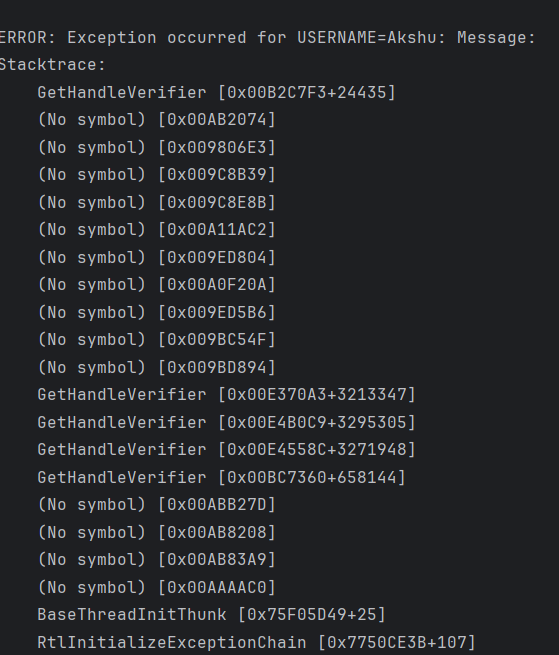 ERROR: Exception occurred for USERNAME=Akshu: Message:
Stacktrace:
GetHandleVerifier [0x00B2C7F3+24435]
(No symbol) [0x00AB2074]
(No symbol) [0x009806E3]
(No symbol) [0x009C8B39]
(No symbol) [0x009C8E8B]
(No symbol) [0x00A11AC2]
(No symbol) [0x009ED804]
(No symbol) [0x00A0F20A]
(No symbol) [0x009ED5B6]
(No symbol) [0x009BC54F]
(No symbol) [0x009BD894]
GetHandleVerifier [0x00E370A3+3213347]
GetHandleVerifier [0x00E4B0C9+3295305]
GetHandleVerifier [0x00E4558C+3271948]
GetHandleVerifier [0x00BC7360+658144]
(No symbol) [0x00ABB27D]
(No symbol) [0x00AB8208]
(No symbol) [0x00AB83A9]
(No symbol) [0x00AAAAC0]
BaseThreadInitThunk [0x75F05D49+25]
RtlInitializeExceptionChain [0x7750CE3B+107]